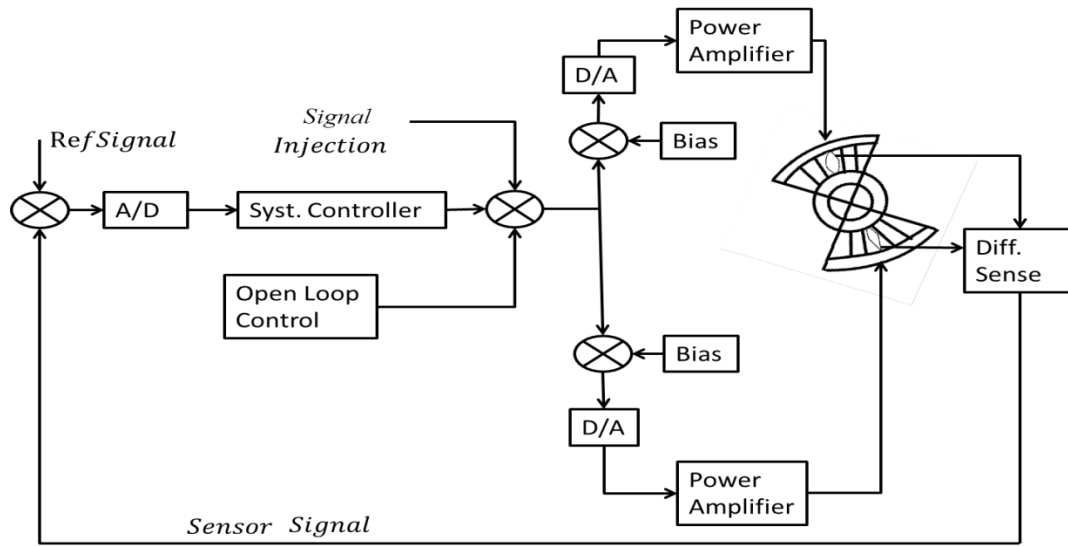 Power
Amplifier
D/A
Signal
Injection
RefSignal
Bias
A/D
Syst. Controller
Diff.
Sense
Open Loop
Control
Bias
D/A
Power
Amplifier
Sensor Signal